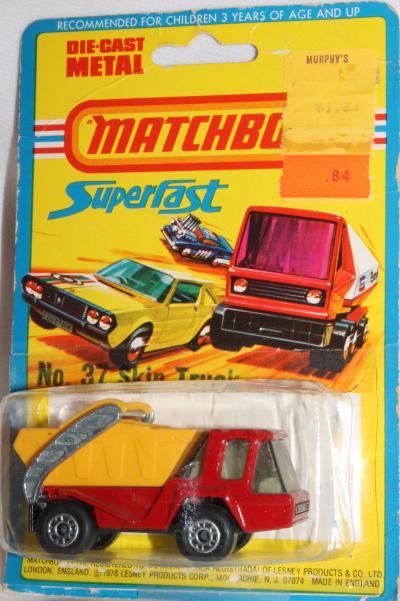 RECOMMENDED FOR CHILDREN 3 YEARS OF AGE AND UP
DIE-CAST
METAL
MURPHY'S
"MATCHBO
.84
Superfast
No. 37 Skip Truck
LONDON, ENGLAND. © 1976 LESNEY PRODUCTS CORP., MOONACHIE, N.J. 07074 MADE IN ENGLAND